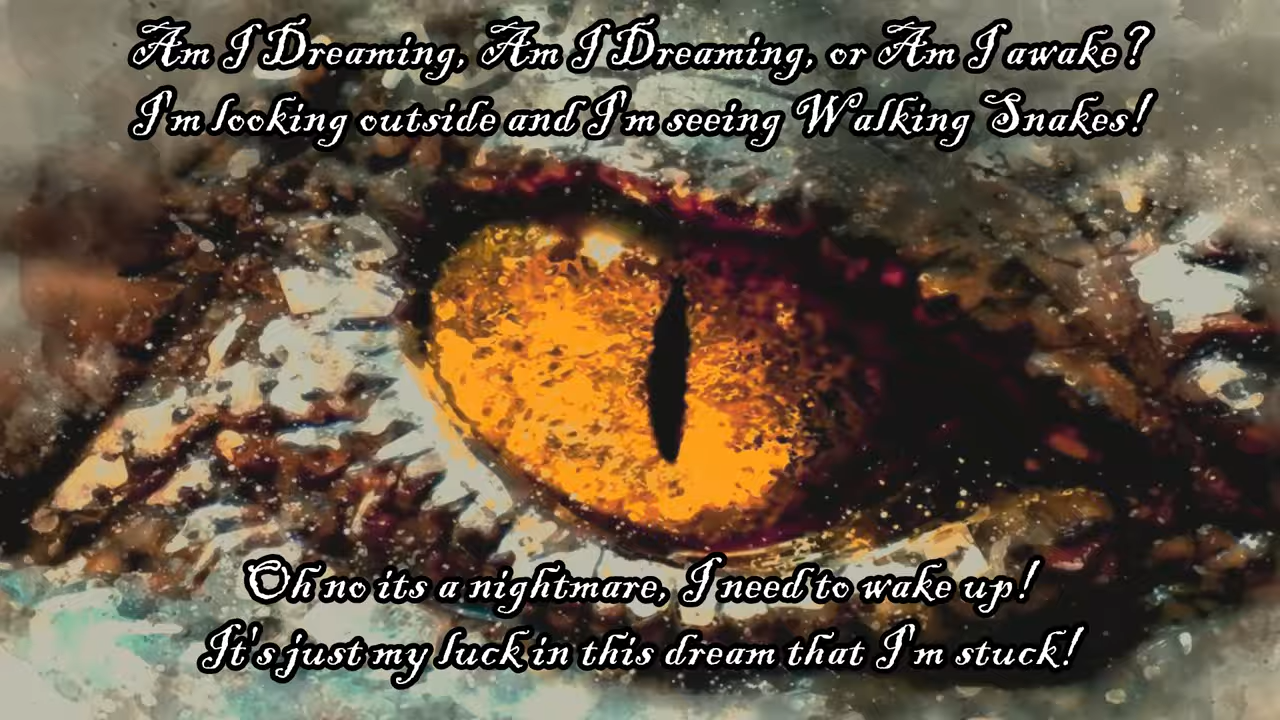 Am I Dreaming, Am I Dreaming, or Am I awake?
I'm looking outside and I'm seeing Walking Snakes!
Oh no its a nightmare, I need to wake up!
It's just my luck in this dream that I'm stuck!